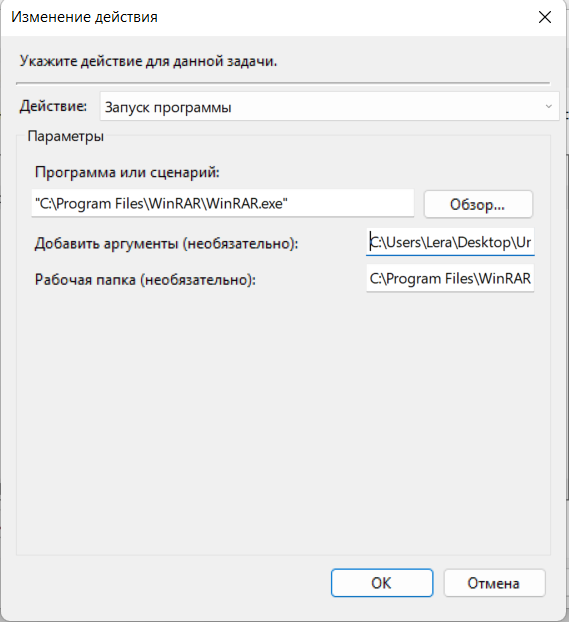 Изменение действия
Укажите действие для данной задачи.
Действие: Запуск программы
Параметры
Программа или сценарий:
"C:\Program Files\WinRAR\WinRAR.exe" Обзор...
Добавить аргументы (необязательно): C:\Users\Lera\Desktop\Ur
Рабочая папка (необязательно): C:\Program Files\WinRAR
ОК Отмена